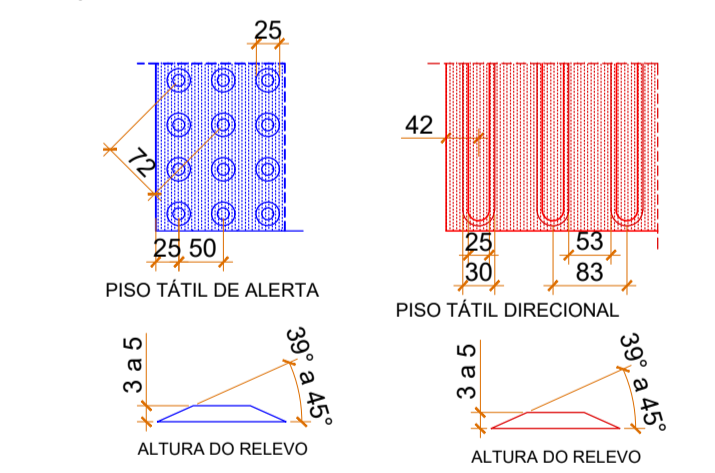 25
72
25 50
PISO TÁTIL DE ALERTA
42
25
53
30
83
PISO TÁTIL DIRECIONAL
3 a 5
39° a 45°
ALTURA DO RELEVO
3 a 5
39° a 45°
ALTURA DO RELEVO